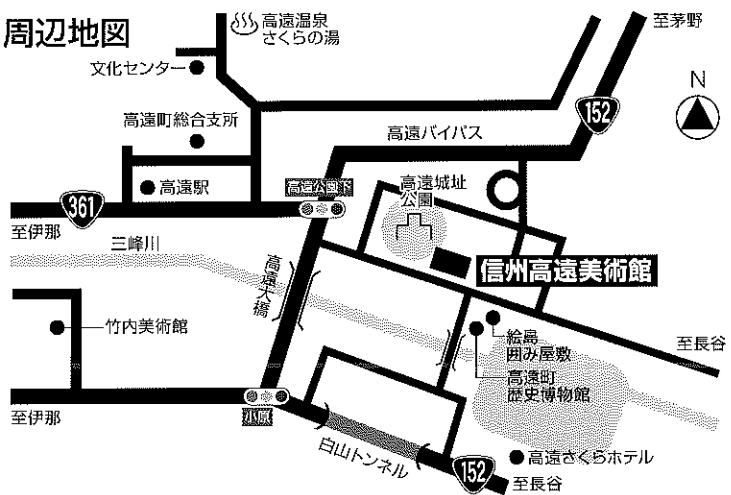 周辺地図
高遠温泉
さくらの湯
至茅野
文化センター
N
152
高遠町総合支所
高遠バイパス
高遠駅
高遠公園下
高遠城址
公園
361
至伊那
三峰川
高遠大橋
信州高遠美術館
竹内美術館
絵島
囲み屋敷
至長谷
高遠町
歴史博物館
至伊那
小原
白山トンネル
152
高遠さくらホテル
至長谷